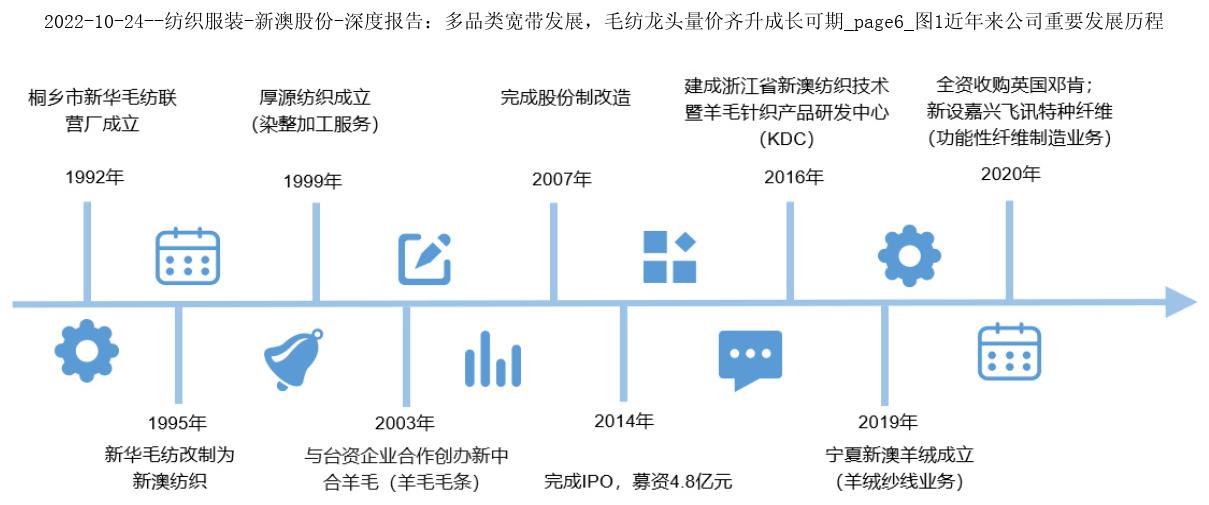 2022-10-24--纺织服装-新澳股份-深度报告：多品类宽带发展，毛纺龙头量价齐升成长可期_page6_图1近年来公司重要发展历程
桐乡市新华毛纺联
营厂成立
1992年
厚源纺织成立
（染整加工服务）
1999年
完成股份制改造
2007年
建成浙江省新澳纺织技术
暨羊毛针织产品研发中心
（KDC）
2016年
全资收购英国邓肯；
新设嘉兴飞讯特种纤维
（功能性纤维制造业务）
2020年
1995年
新华毛纺改制为
新澳纺织
2003年
与台资企业合作创办新中
合羊毛（羊毛毛条）
2014年
完成IPO，募资4.8亿元
2019年
宁夏新澳羊绒成立
（羊绒纱线业务）